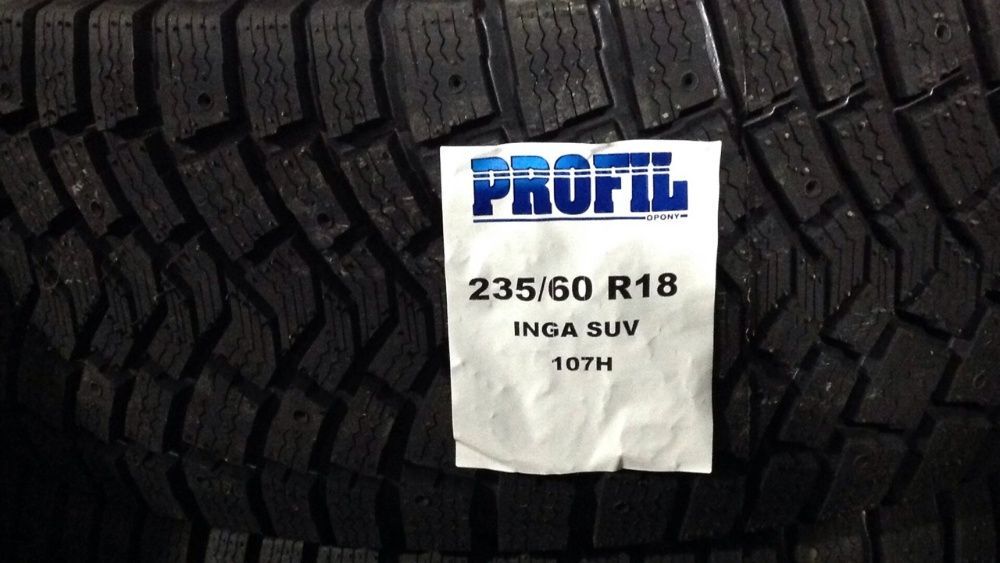 PROFIL
OPONY
235/60 R18
INGA SUV
107H